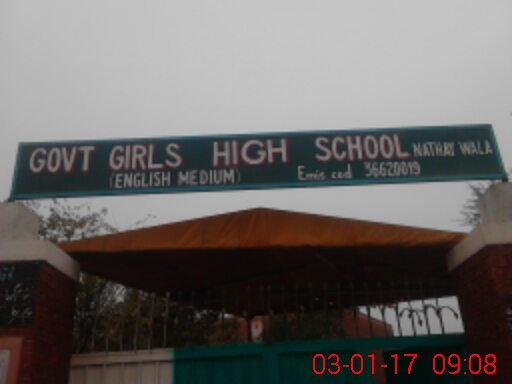 GOVT GIRLS HIGH SCHOOL NATHAY WALA
(ENGLISH MEDIUM) Emis cod 36620019
03-01-17 09:08